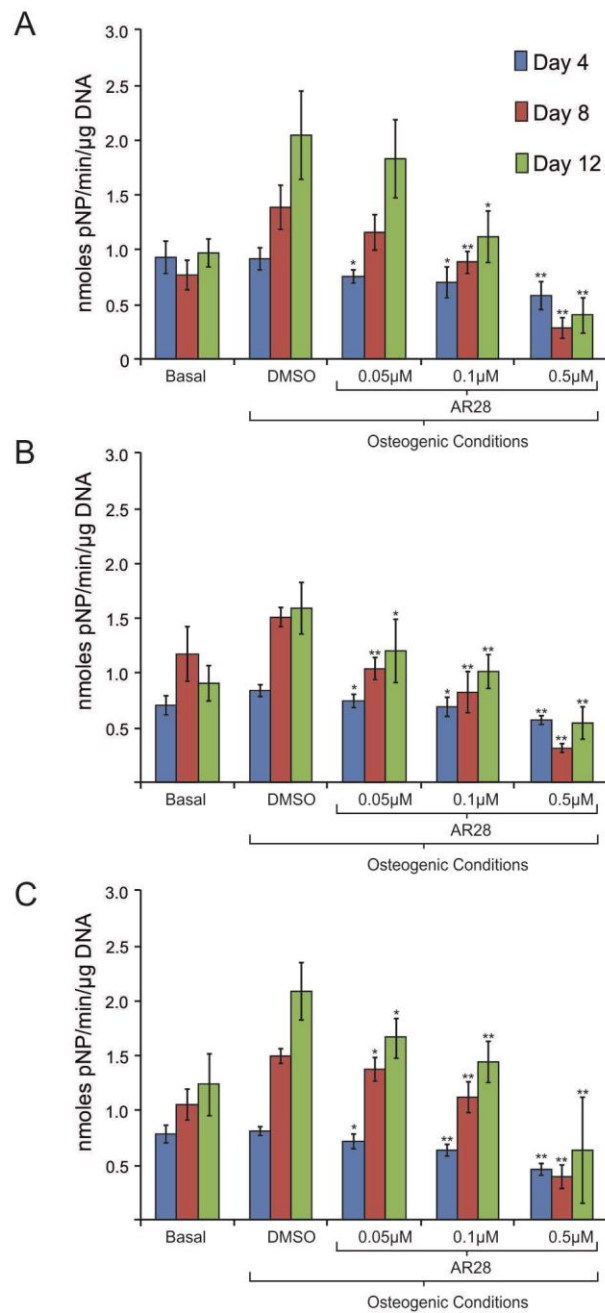 A
nmoles pNP/min/µg DNA
3.0
2.5
2.0
1.5
1.0
0.5
0
Day 4
Day 8
Day 12
*
* ** *
** ** **
Basal DMSO 0.05µM 0.1µM 0.5µM
AR28
Osteogenic Conditions
B
nmoles pNP/min/µg DNA
3.0
2.5
2.0
1.5
1.0
0.5
* ** *
* ** **
** ** **
Basal DMSO 0.05µM 0.1µM 0.5µM
AR28
Osteogenic Conditions
C
nmoles pNP/min/µg DNA
3.0
2.5
2.0
1.5
1.0
0.5
* * *
** ** **
** ** **
Basal DMSO 0.05µM 0.1µM 0.5µM
AR28
Osteogenic Conditions